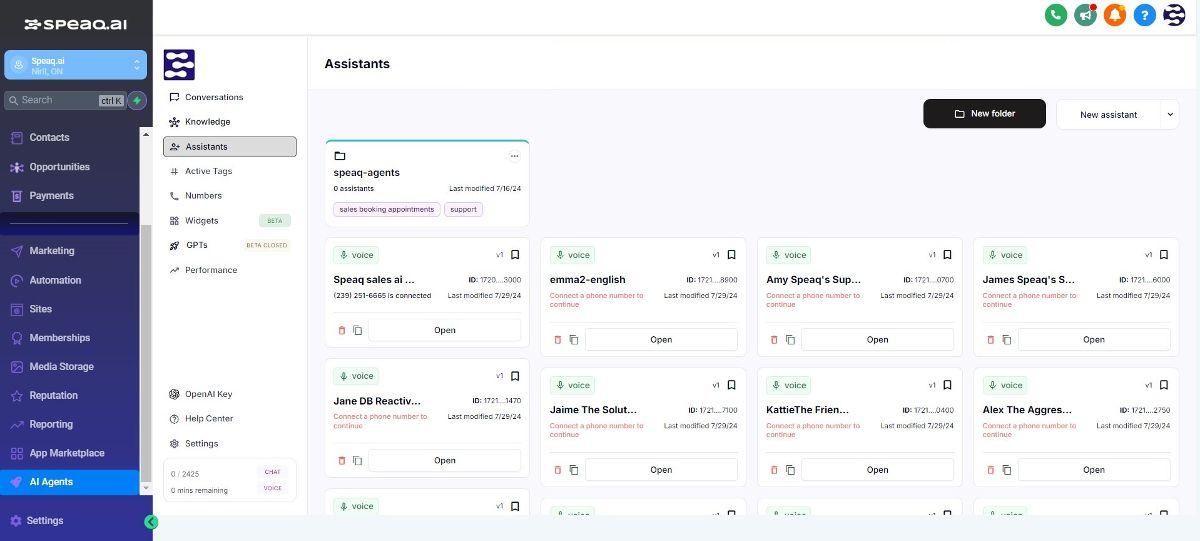 speaq.ai
Speaq.ai
Niril, ON
Search
ctrl K
Contacts
Opportunities
Payments
Marketing
Automation
Sites
Memberships
Media Storage
Reputation
Reporting
App Marketplace
AI Agents
Settings
Conversations
Knowledge
Assistants
Active Tags
Numbers
Widgets BETA
GPTs BETA CLOSED
Performance
OpenAI Key
Help Center
Settings
0 / 2425 CHAT
0 mins remaining VOICE
Assistants
New folder
New assistant
speaq-agents
0 assistants Last modified 7/16/24
sales booking appointments support
voice v1
Speaq sales ai ... ID: 1720....3000
(239) 251-6665 is connected Last modified 7/29/24
Open
voice v1
emma2-english ID: 1721....8900
Connect a phone number to Last modified 7/29/24
continue
Open
voice v1
Amy Speaq's Sup... ID: 1721....0700
Connect a phone number to Last modified 7/29/24
continue
Open
voice v1
James Speaq's S... ID: 1721....6000
Connect a phone number to Last modified 7/29/24
continue
Open
voice v1
Jane DB Reactiv... ID: 1721....1470
Connect a phone number to Last modified 7/29/24
continue
Open
voice v1
Jaime The Solut... ID: 1721....7100
Connect a phone number to Last modified 7/29/24
continue
Open
voice v1
KattieThe Frien... ID: 1721....0400
Connect a phone number to Last modified 7/29/24
continue
Open
voice v1
Alex The Aggres... ID: 1721....2750
Connect a phone number to Last modified 7/29/24
continue
Open
voice v1
voice v1
voice v1
voice v1